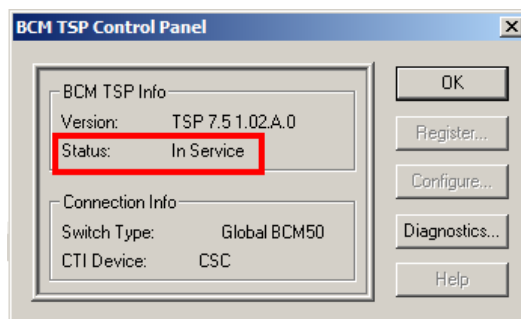 BCM TSP Control Panel
BCM TSP Info
Version: TSP 7.5 1.02.A.0
Status: In Service
Connection Info
Switch Type: Global BCM50
CTI Device: CSC
OK
Register...
Configure...
Diagnostics...
Help